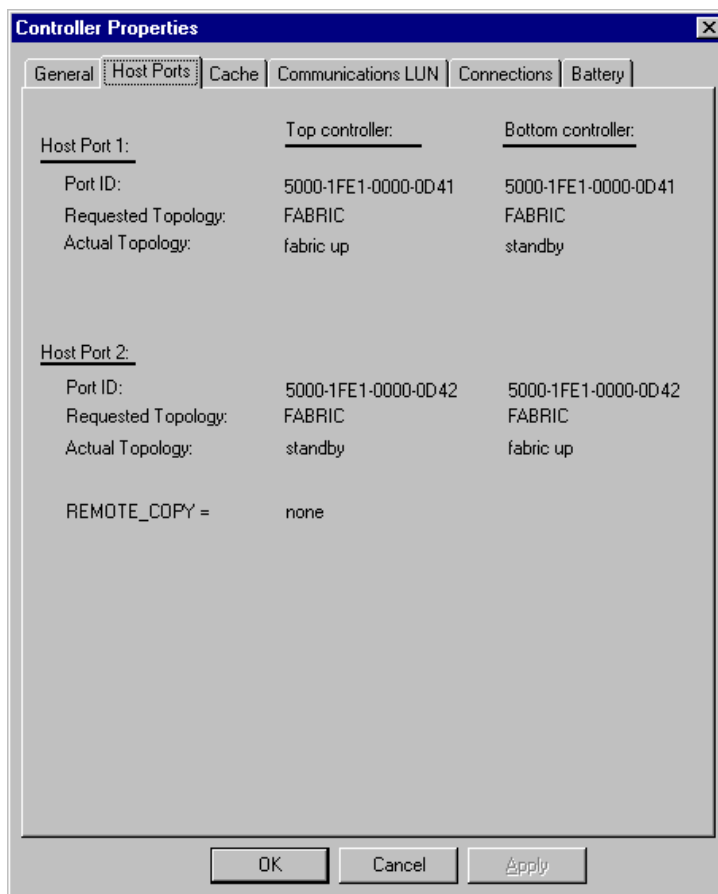 Controller Properties
General Host Ports Cache Communications LUN Connections Battery
Top controller: Bottom controller:
Host Port 1:
Port ID: 5000-1FE1-0000-0D41 5000-1FE1-0000-0D41
Requested Topology: FABRIC FABRIC
Actual Topology: fabric up standby
Host Port 2:
Port ID: 5000-1FE1-0000-0D42 5000-1FE1-0000-0D42
Requested Topology: FABRIC FABRIC
Actual Topology: standby fabric up
REMOTE_COPY = none
OK Cancel Apply